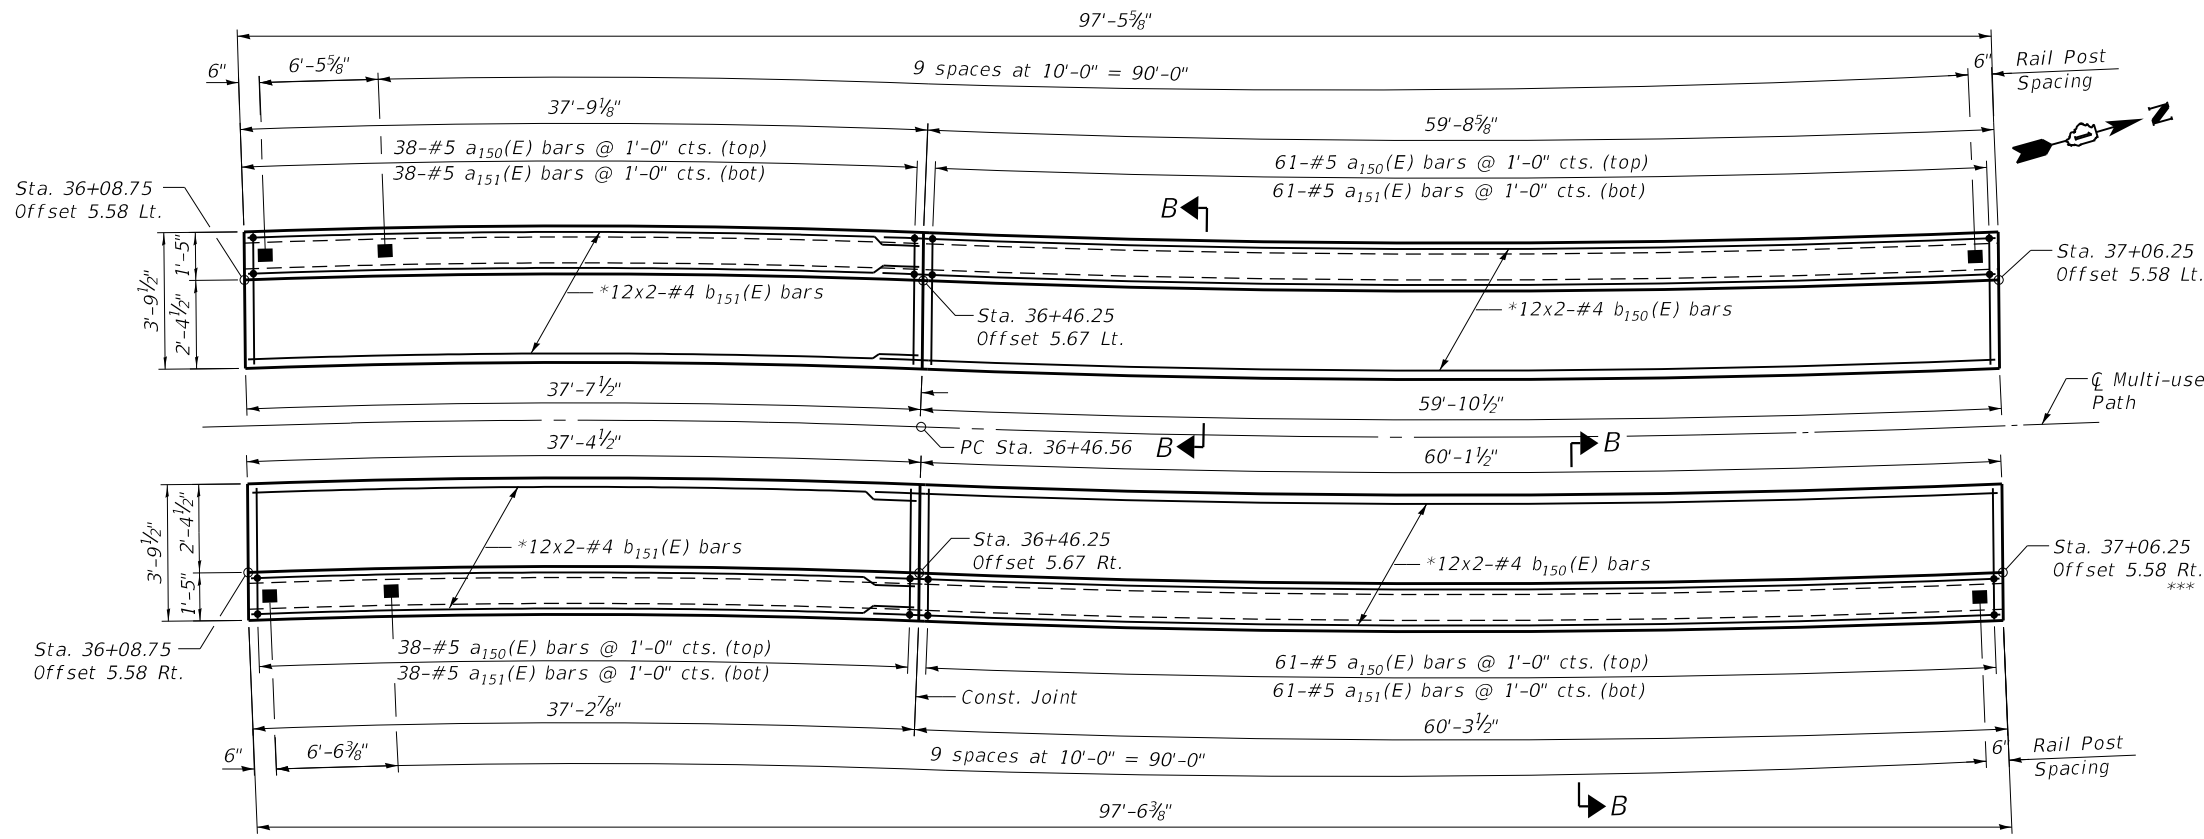 97'-5⅝"
6"
6'-5⅝"
9 spaces at 10'-0" = 90'-0"
6"
Rail Post
Spacing
37'-9⅛"
59'-8⅝"
N
38-#5 a150(E) bars @ 1'-0" cts. (top)
38-#5 a151(E) bars @ 1'-0" cts. (bot)
61-#5 a150(E) bars @ 1'-0" cts. (top)
61-#5 a151(E) bars @ 1'-0" cts. (bot)
Sta. 36+08.75
Offset 5.58 Lt.
B
3'-9½"
1'-5"
2'-4½"
*12x2-#4 b151(E) bars
Sta. 36+46.25
Offset 5.67 Lt.
*12x2-#4 b150(E) bars
Sta. 37+06.25
Offset 5.58 Lt.
37'-7½"
59'-10½"
℄ Multi-use
Path
37'-4½"
PC Sta. 36+46.56
B
B
60'-1½"
3'-9½"
2'-4½"
1'-5"
*12x2-#4 b151(E) bars
Sta. 36+46.25
Offset 5.67 Rt.
*12x2-#4 b150(E) bars
Sta. 37+06.25
Offset 5.58 Rt.
***
Sta. 36+08.75
Offset 5.58 Rt.
38-#5 a150(E) bars @ 1'-0" cts. (top)
38-#5 a151(E) bars @ 1'-0" cts. (bot)
61-#5 a150(E) bars @ 1'-0" cts. (top)
61-#5 a151(E) bars @ 1'-0" cts. (bot)
Const. Joint
37'-2⅞"
60'-3½"
6"
6'-6⅜"
9 spaces at 10'-0" = 90'-0"
6'
Rail Post
Spacing
B
97'-6⅜"